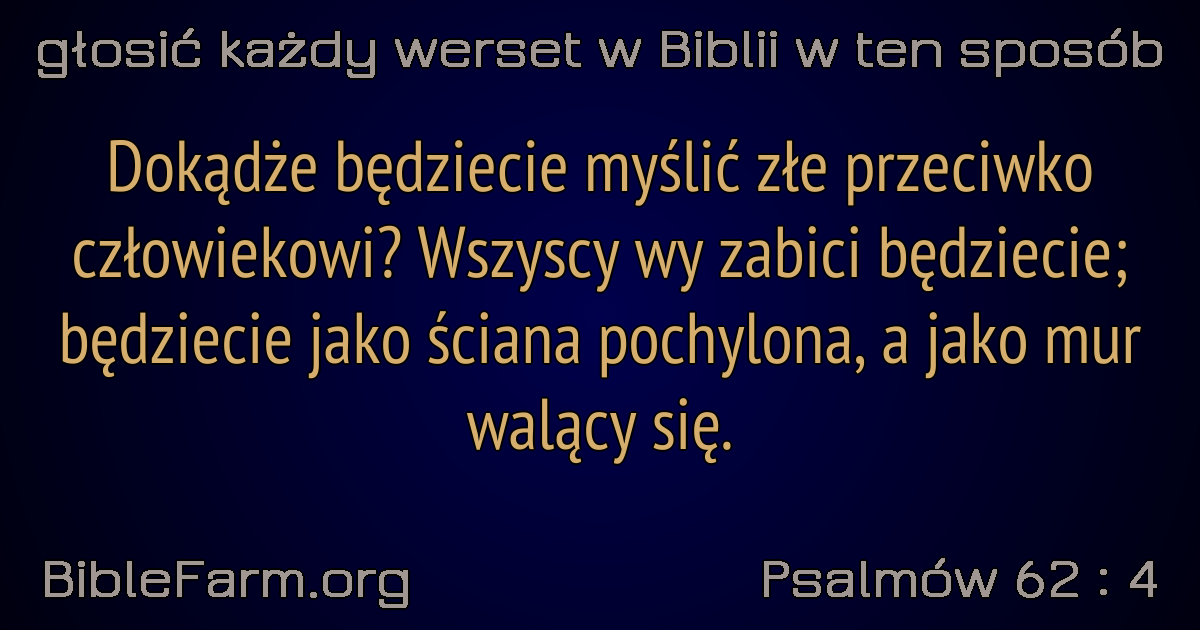 głosić każdy werset w Biblii w ten sposób
Dokądże będziecie myślić złe przeciwko
człowiekowi? Wszyscy wy zabici będziecie;
będziecie jako ściana pochylona, a jako mur
walący się.
BibleFarm.org
Psalmów 62 : 4